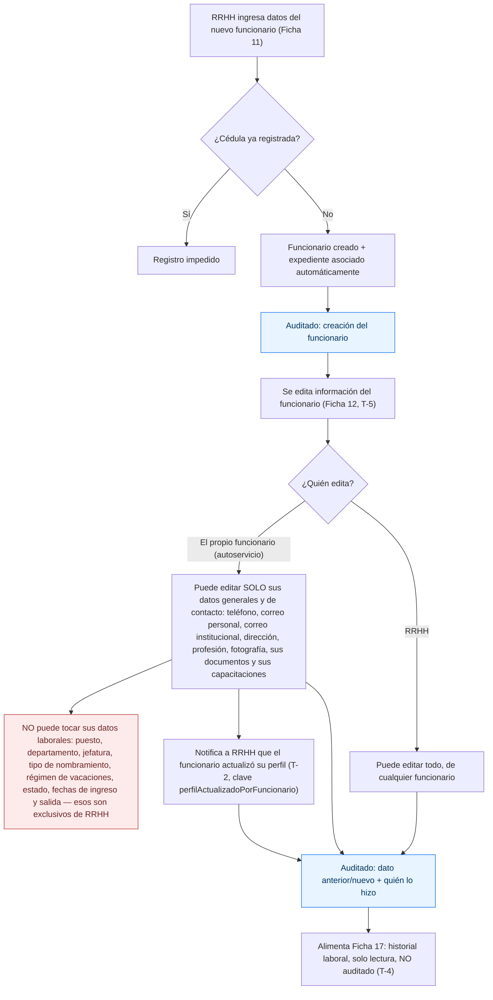 RRHH ingresa datos del
nuevo funcionario (Ficha
11)
¿Cédula ya registrada?
Sí
No
Registro impedido
Funcionario creado +
expediente asociado
automáticamente
Auditado: creación del
funcionario
Se edita información del
funcionario (Ficha 12, T-5)
¿Quién edita?
El propio funcionario
(autoservicio)
RRHH
Puede editar SOLO sus
datos generales y de
contacto: teléfono, correo
personal, correo
institucional, dirección,
profesión, fotografía, sus
documentos y sus
capacitaciones
NO puede tocar sus datos
laborales: puesto,
departamento, jefatura,
tipo de nombramiento,
régimen de vacaciones,
estado, fechas de ingreso
y salida — esos son
exclusivos de RRHH
Notifica a RRHH que el
funcionario actualizó su perfil (T-
2, clave
perfilActualizadoPorFuncionario)
Puede editar todo, de
cualquier funcionario
Auditado: dato
anterior/nuevo + quién lo
hizo
Alimenta Ficha 17: historial
laboral, solo lectura, NO
auditado (T-4)